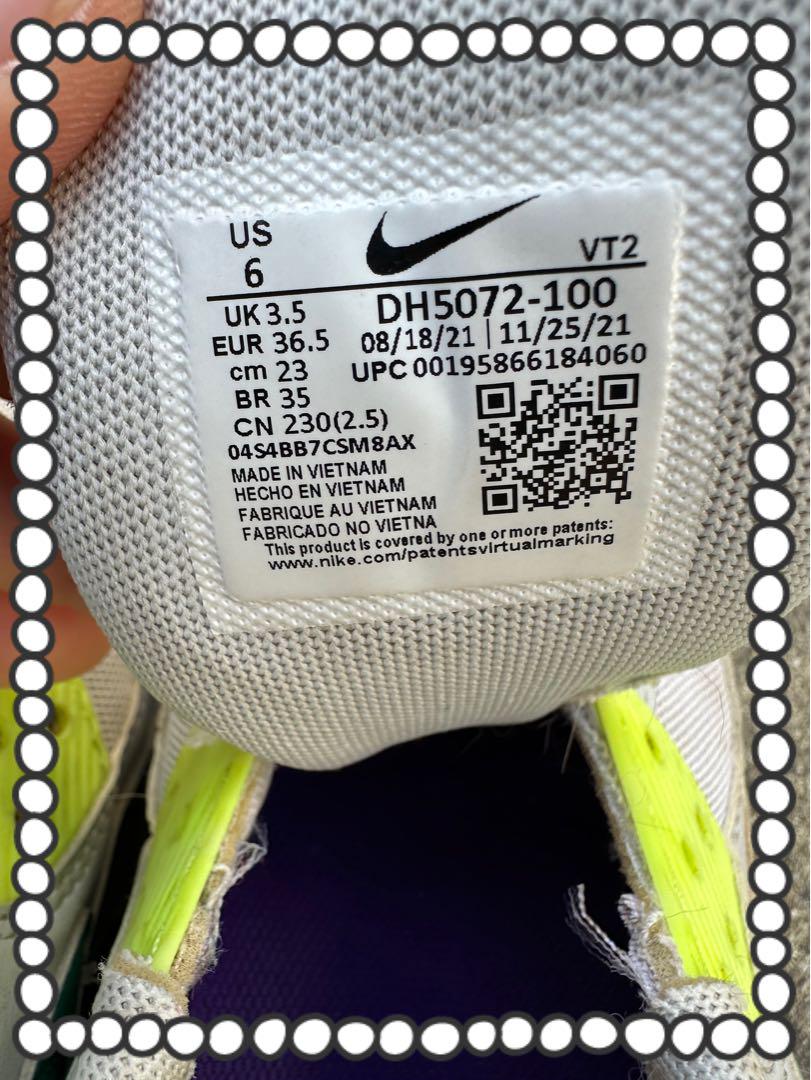 US
6
VT2
UK 3.5
DH5072-100
EUR 36.5
08/18/21 | 11/25/21
cm 23
UPC 00195866184060
BR 35
CN 230(2.5)
04S4BB7CSM8AX
MADE IN VIETNAM
HECHO EN VIETNAM
FABRIQUE AU VIETNAM
FABRICADO NO VIETNA
This product is covered by one or more patents:
www.nike.com/patentsvirtualmarking